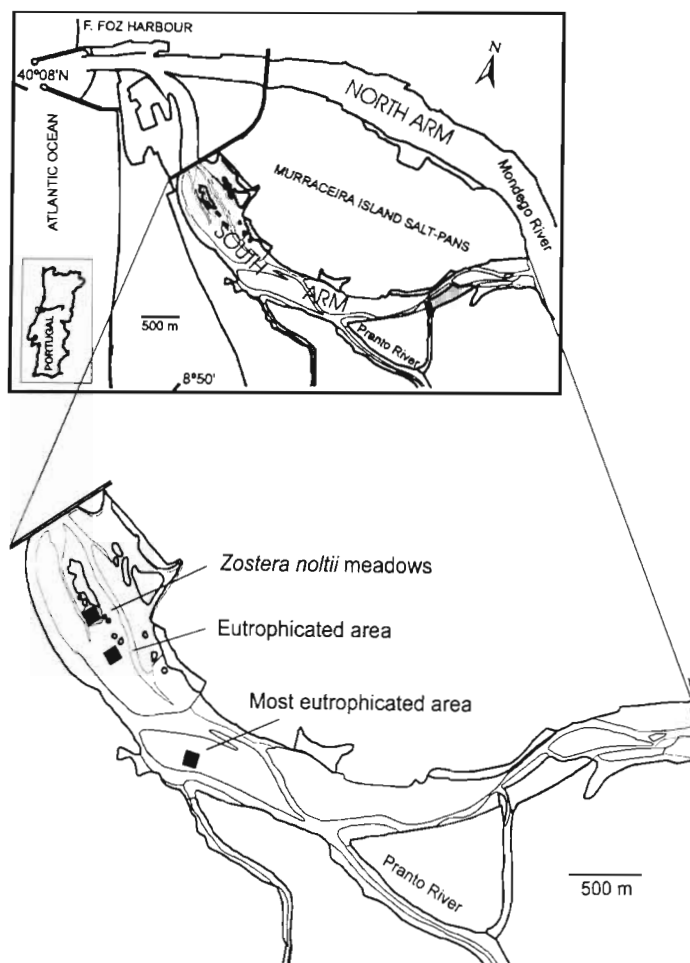 F. FOZ HARBOUR
40°08'N
N
NORTH ARM
Mondego River
ATLANTIC OCEAN
MURRACEIRA ISLAND SALT-PANS
SOUTH
ARM
500 m
Pranto River
PORTUGAL
8°50'
Zostera noltii meadows
Eutrophicated area
Most eutrophicated area
Pranto River
500 m